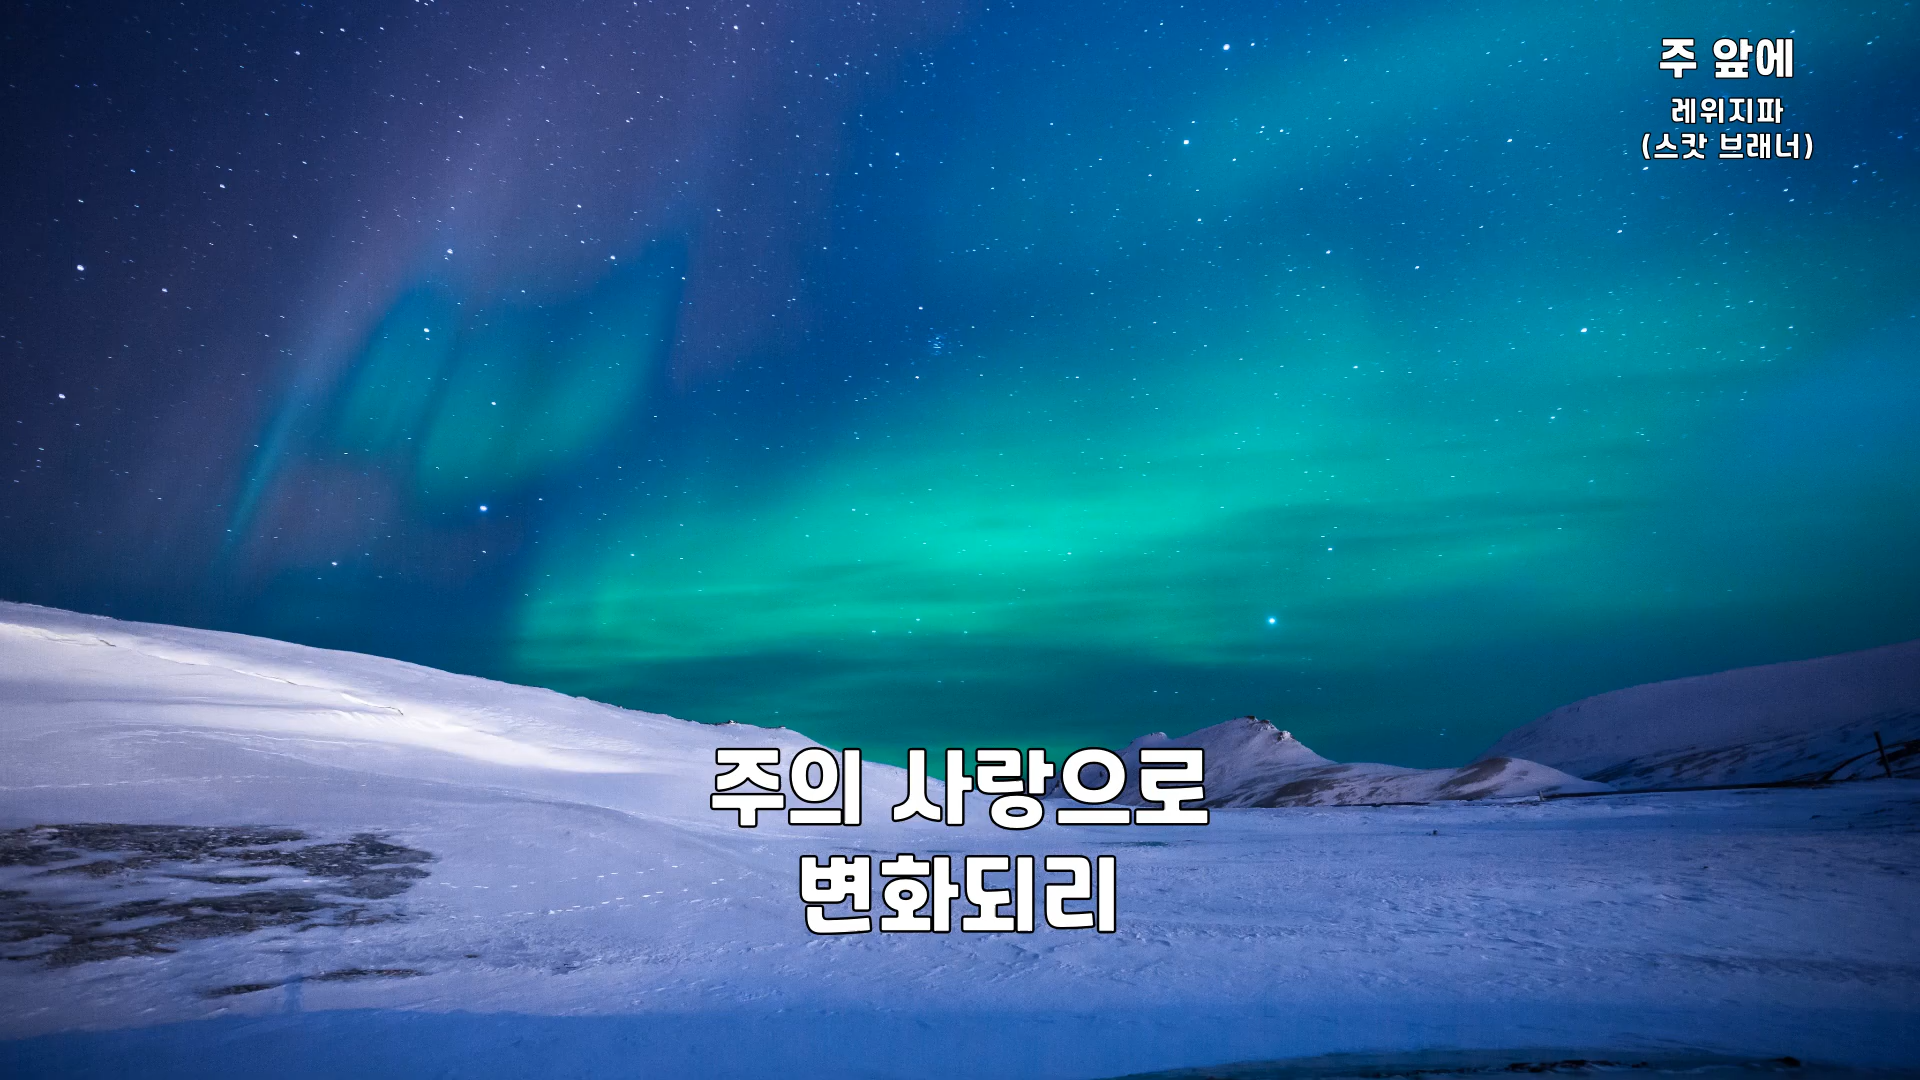 주 앞에
레위지파
(스캇 브래너)
주의 사랑으로
변화되리